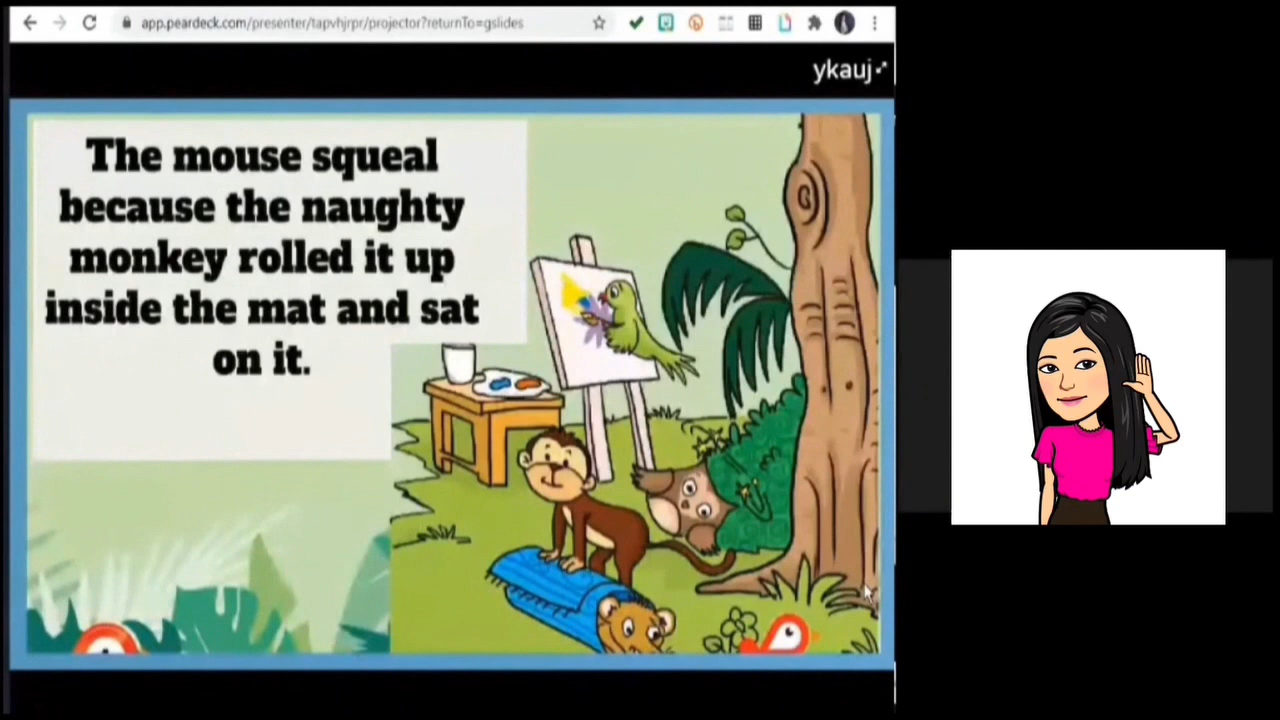 app.peardeck.com/presenter/tapvhjrpr/projector?returnTo=gslides
ykauj
The mouse squeal
because the naughty
monkey rolled it up
inside the mat and sat
on it.